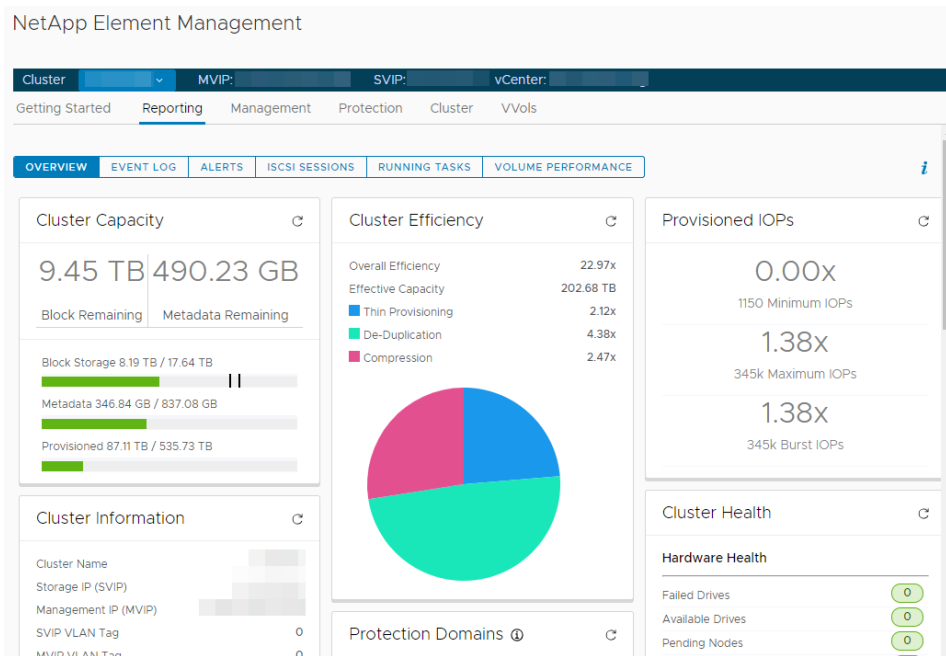 NetApp Element Management
Cluster MVIP: SVIP: vCenter:
Getting Started Reporting Management Protection Cluster VVols
OVERVIEW EVENT LOG ALERTS ISCSI SESSIONS RUNNING TASKS VOLUME PERFORMANCE i
Cluster Capacity
9.45 TB 490.23 GB
Block Remaining Metadata Remaining
Block Storage 8.19 TB / 17.64 TB
Metadata 346.84 GB / 837.08 GB
Provisioned 87.11 TB / 535.73 TB
Cluster Efficiency
Overall Efficiency 22.97x
Effective Capacity 202.68 TB
Thin Provisioning 2.12x
De-Duplication 4.38x
Compression 2.47x
Provisioned IOPs
0.00x
1150 Minimum IOPs
1.38x
345k Maximum IOPs
1.38x
345k Burst IOPs
Cluster Information
Cluster Name
Storage IP (SVIP)
Management IP (MVIP)
SVIP VLAN Tag 0
MVIP VLAN Tag 0
Protection Domains
Cluster Health
Hardware Health
Failed Drives 0
Available Drives 0
Pending Nodes 0